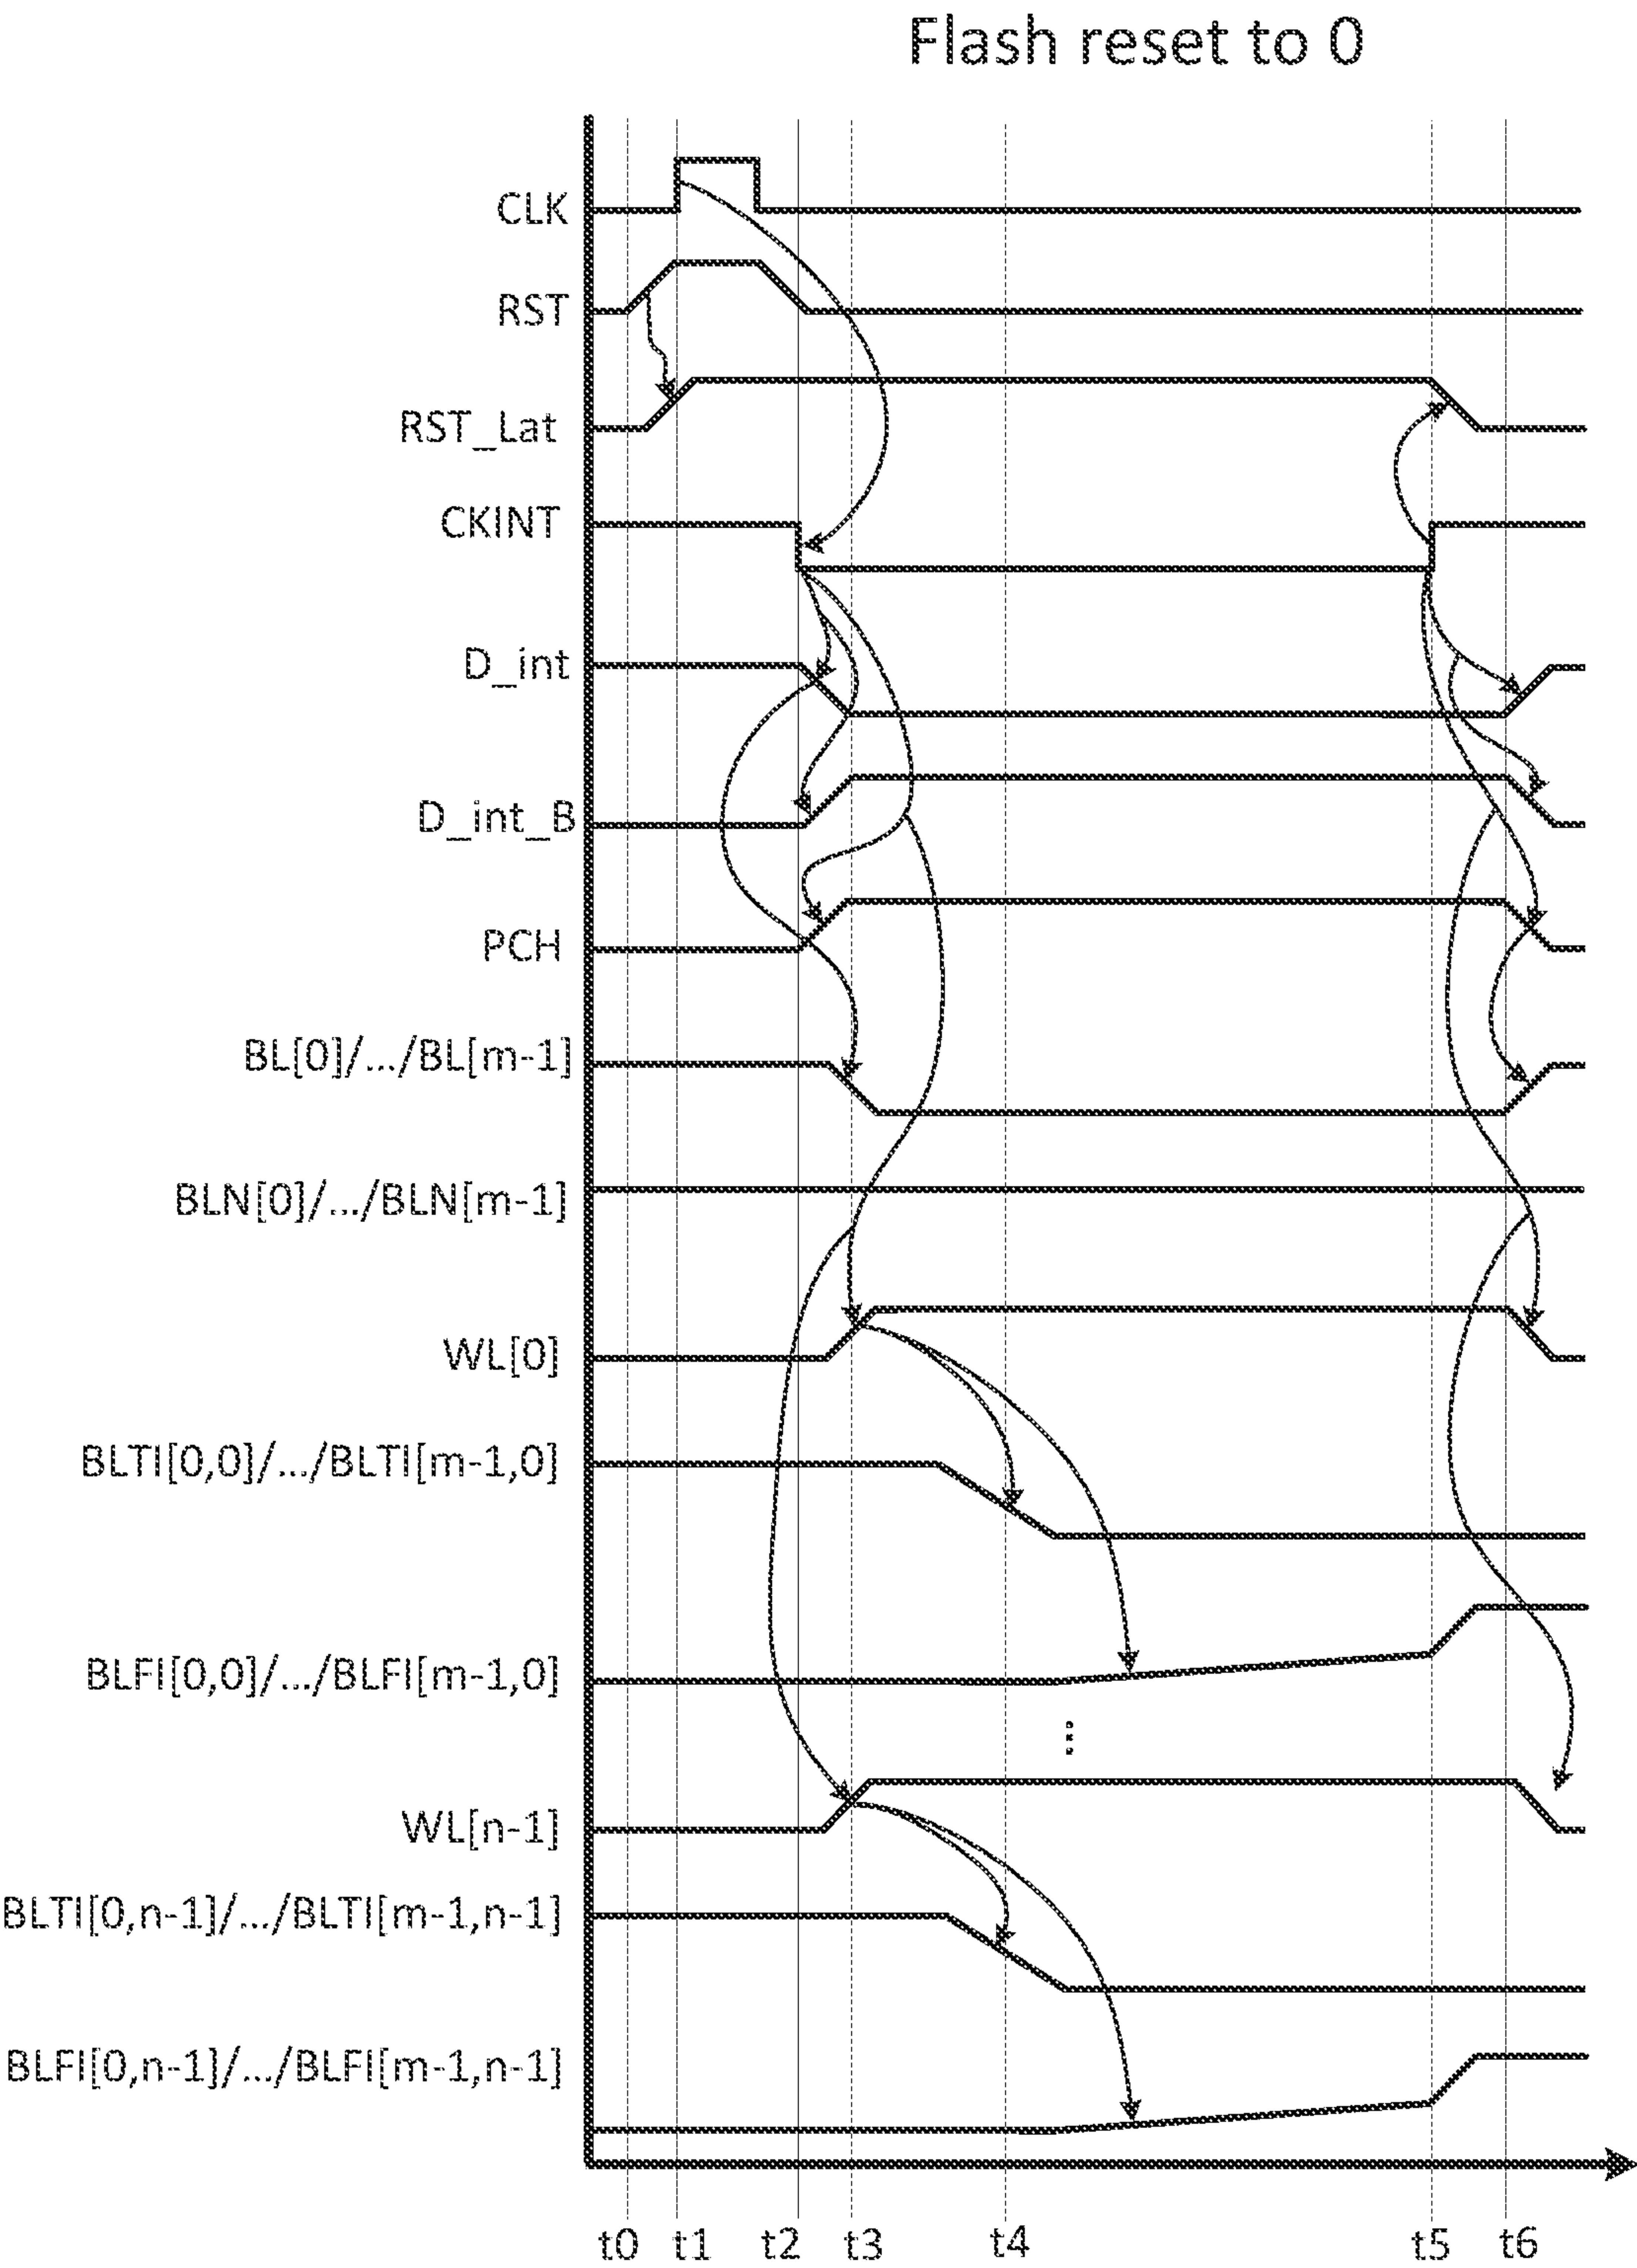 Flash reset to 0
CLK
RST
RST_Lat
CKINT
D_int
D_int_B
PCH
BL[0]/.../BL[m-1]
BLN[0]/.../BLN[m-1]
WL[0]
BLTI[0,0]/.../BLTI[m-1,0]
BLFI[0,0]/.../BLFI[m-1,0]
⋮
WL[n-1]
BLTI[0,n-1]/.../BLTI[m-1,n-1]
BLFI[0,n-1]/.../BLFI[m-1,n-1]
t0 t1 t2 t3 t4 t5 t6